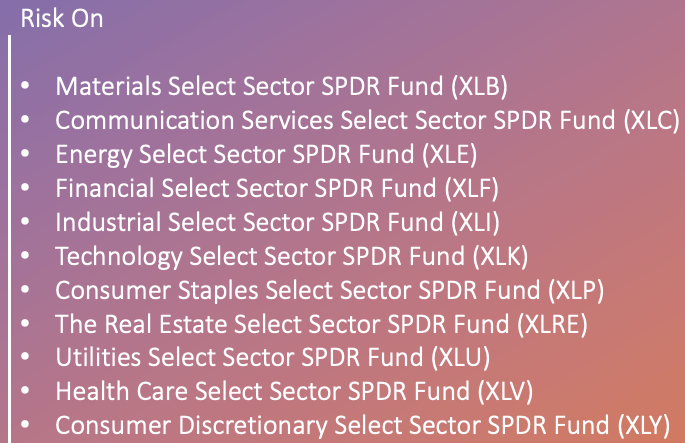 Risk On
• Materials Select Sector SPDR Fund (XLB)
• Communication Services Select Sector SPDR Fund (XLC)
• Energy Select Sector SPDR Fund (XLE)
• Financial Select Sector SPDR Fund (XLF)
• Industrial Select Sector SPDR Fund (XLI)
• Technology Select Sector SPDR Fund (XLK)
• Consumer Staples Select Sector SPDR Fund (XLP)
• The Real Estate Select Sector SPDR Fund (XLRE)
• Utilities Select Sector SPDR Fund (XLU)
• Health Care Select Sector SPDR Fund (XLV)
• Consumer Discretionary Select Sector SPDR Fund (XLY)